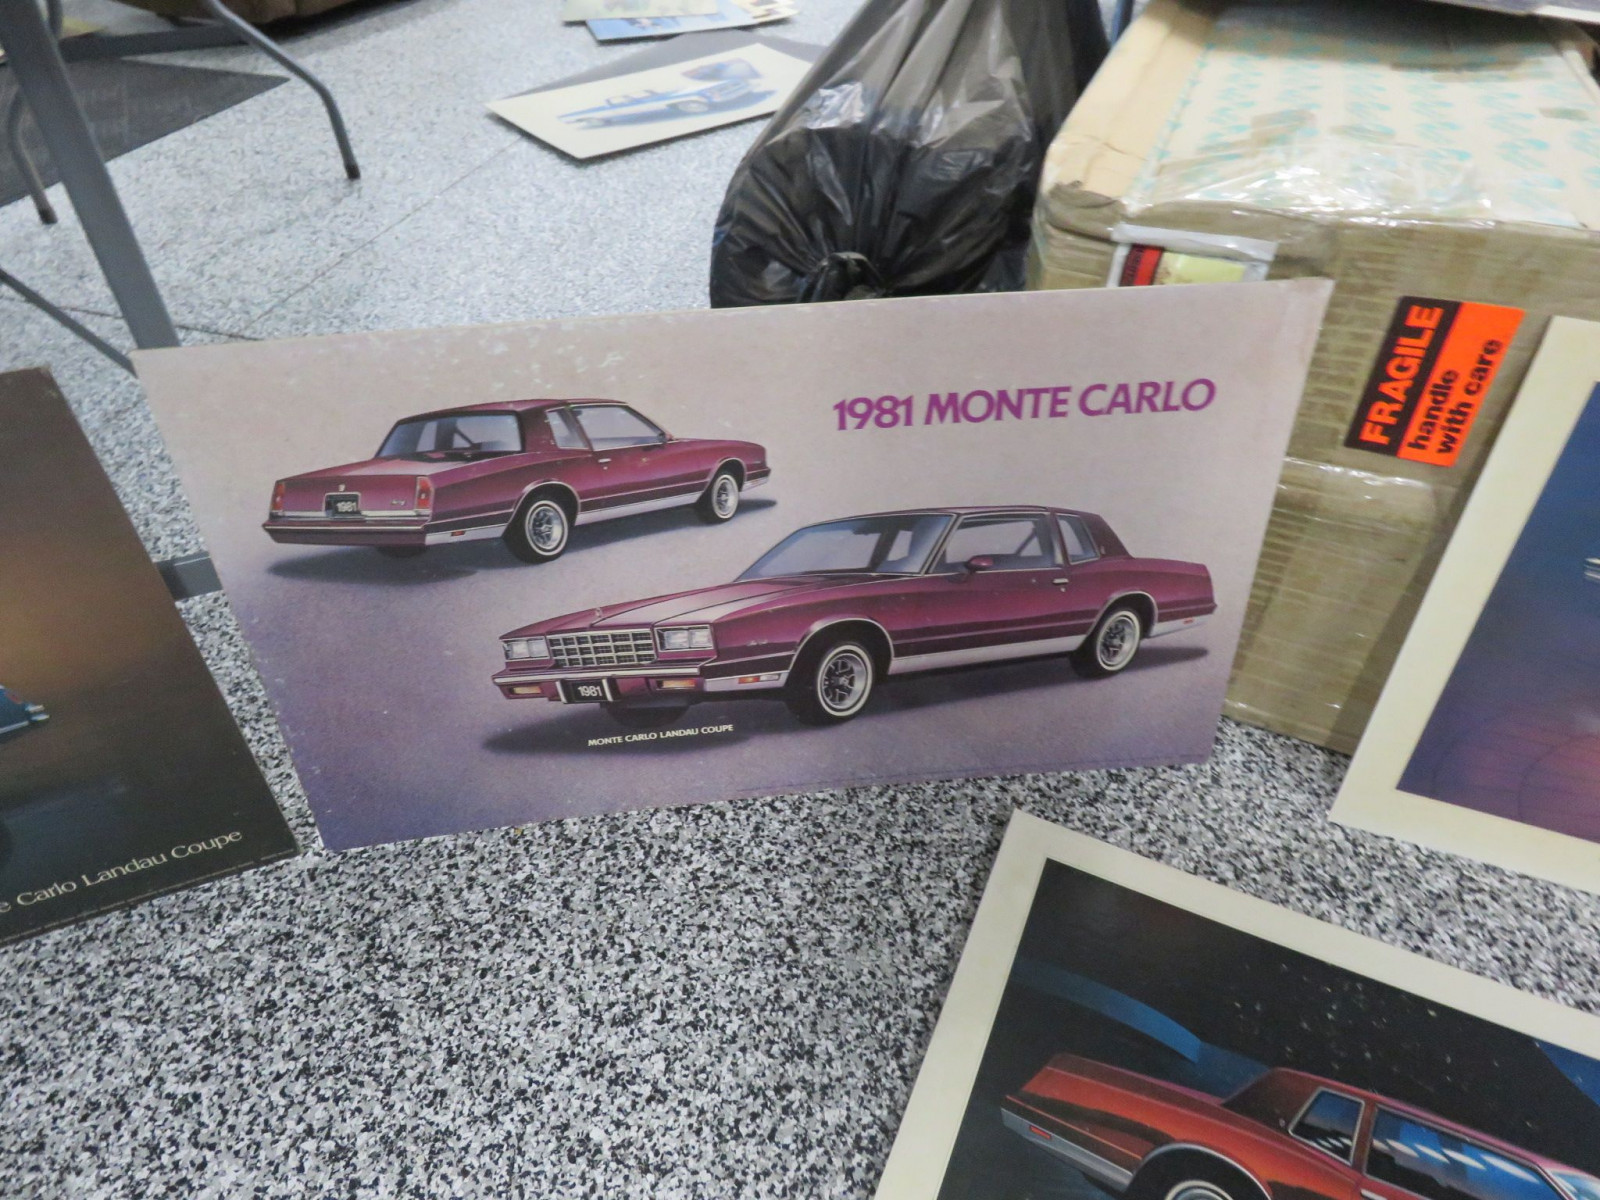 1981 MONTE CARLO
1981
1981
MONTE CARLO LANDAU COUPE
FRAGILE
handle
with care
Carlo Landau Coupe